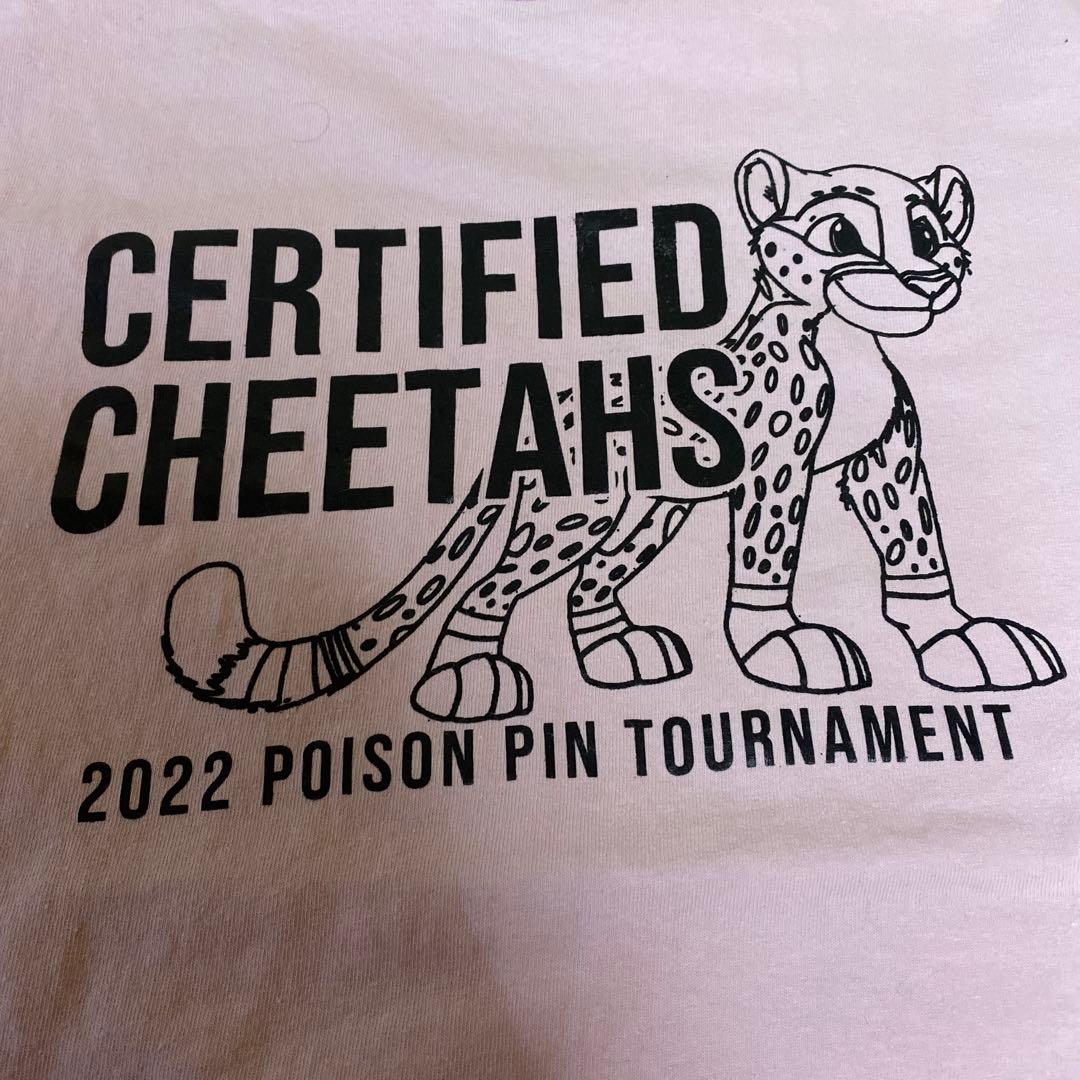 CERTIFIED
CHEETAHS
2022 POISON PIN TOURNAMENT